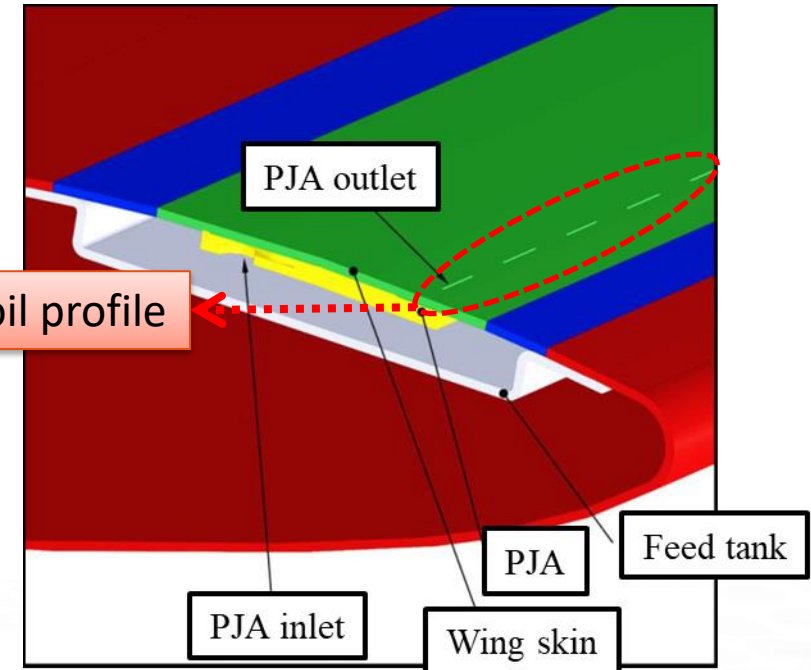 PJA outlet
oil profile
Feed tank
PJA
PJA inlet
Wing skin